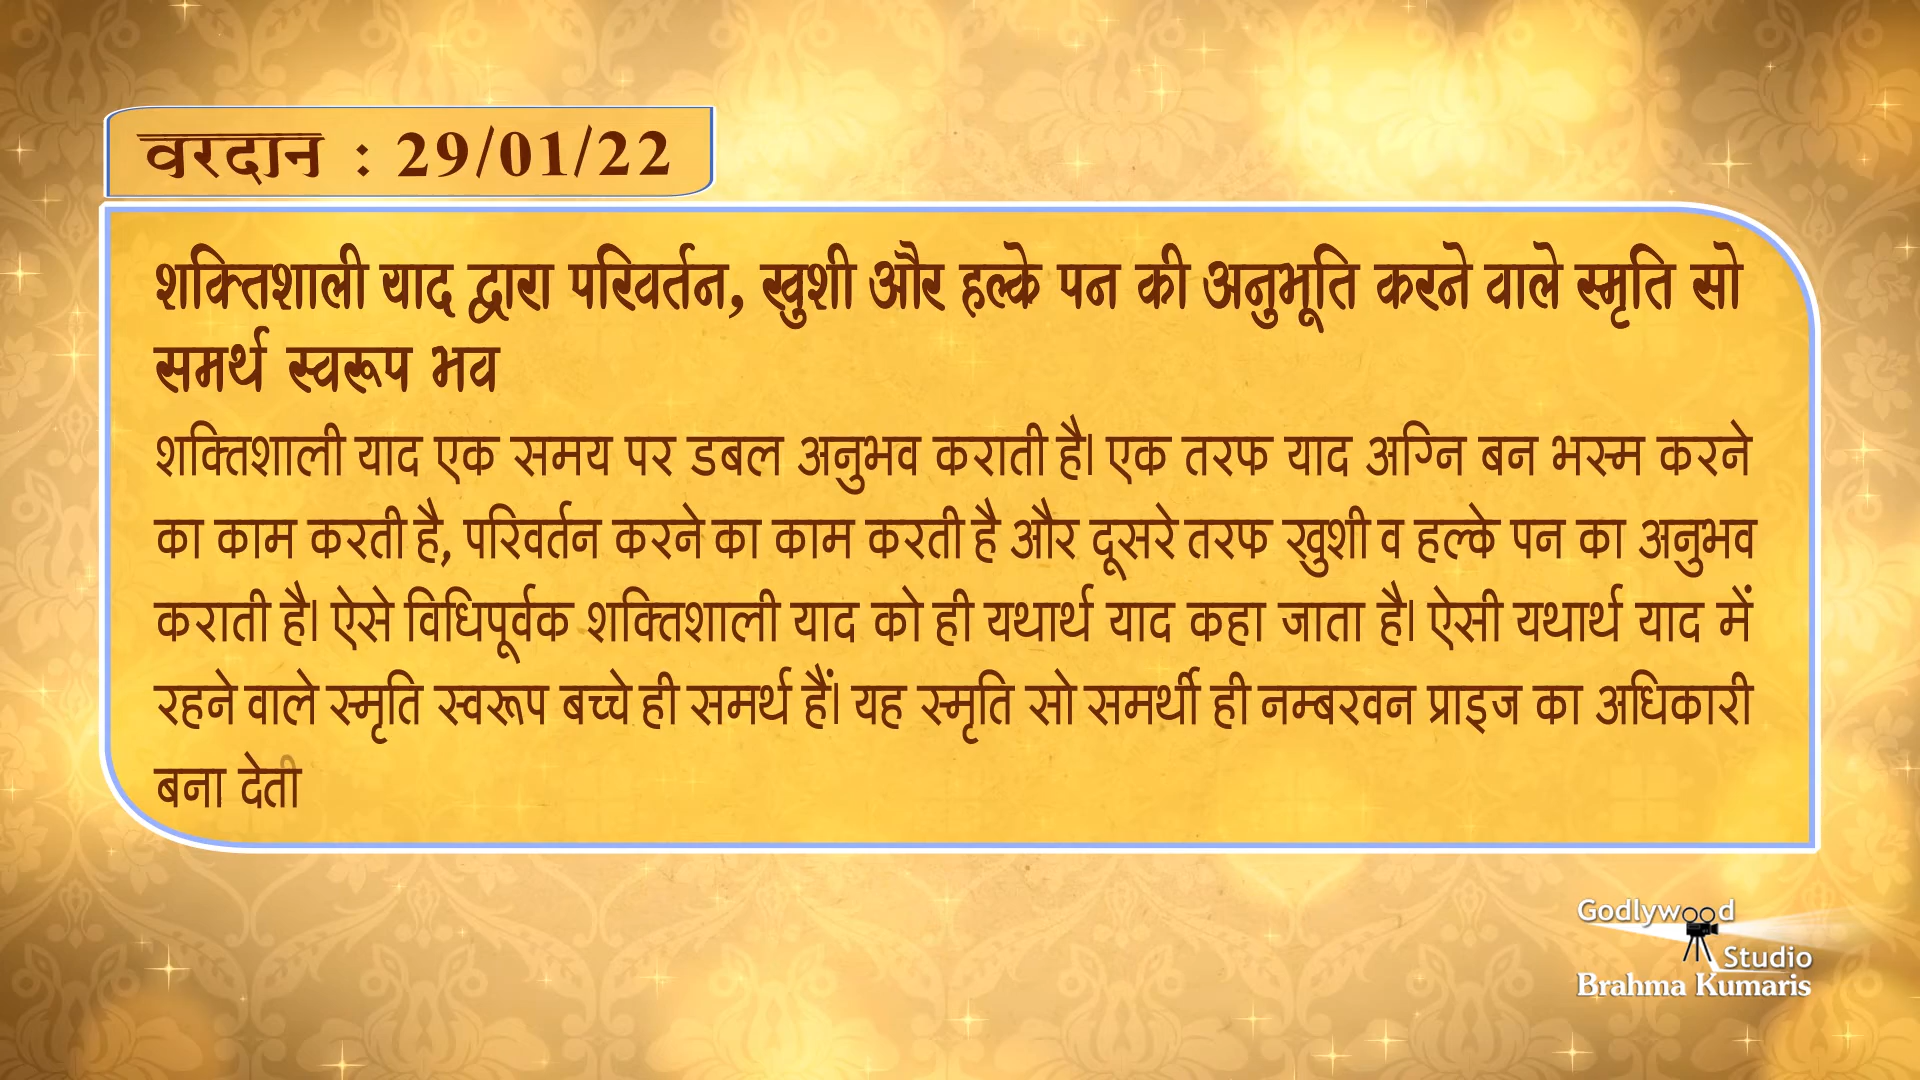 वरदान : 29/01/22
शक्तिशाली याद द्वारा परिवर्तन, खुशी और हल्के पन की अनुभूति करने वाले स्मृति सो
समर्थ स्वरूप भव
शक्तिशाली याद एक समय पर डबल अनुभव कराती है। एक तरफ याद अग्नि बन भस्म करने
का काम करती है, परिवर्तन करने का काम करती है और दूसरे तरफ खुशी व हल्के पन का अनुभव
कराती है। ऐसे विधिपूर्वक शक्तिशाली याद को ही यथार्थ याद कहा जाता है। ऐसी यथार्थ याद में
रहने वाले स्मृति स्वरूप बच्चे ही समर्थ हैं। यह स्मृति सो समर्थी ही नम्बरवन प्राइज का अधिकारी
बना देती
Godlywood
Studio
Brahma Kumaris